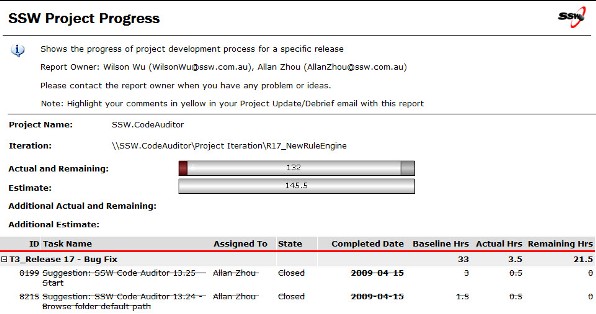 SSW Project Progress
SSW
Shows the progress of project development process for a specific release
Report Owner: Wilson Wu (WilsonWu@ssw.com.au), Allan Zhou (AllanZhou@ssw.com.au)
Please contact the report owner when you have any problem or ideas.
Note: Highlight your comments in yellow in your Project Update/Debrief email with this report
Project Name: SSW.CodeAuditor
Iteration: \\SSW.CodeAuditor\Project Iteration\R17_NewRuleEngine
Actual and Remaining: 132
Estimate: 145.5
Additional Actual and Remaining:
Additional Estimate:
ID Task Name Assigned To State Completed Date Baseline Hrs Actual Hrs Remaining Hrs
T3_Release 17 - Bug Fix 33 3.5 21.5
8199 Suggestion: SSW Code Auditor 13.25 Allan Zhou Closed 2009-04-15 3 0.5 0
Start
8215 Suggestion: SSW Code Auditor 13.24 - Allan Zhou Closed 2009-04-15 1.5 0.5 0
Browse folder default path